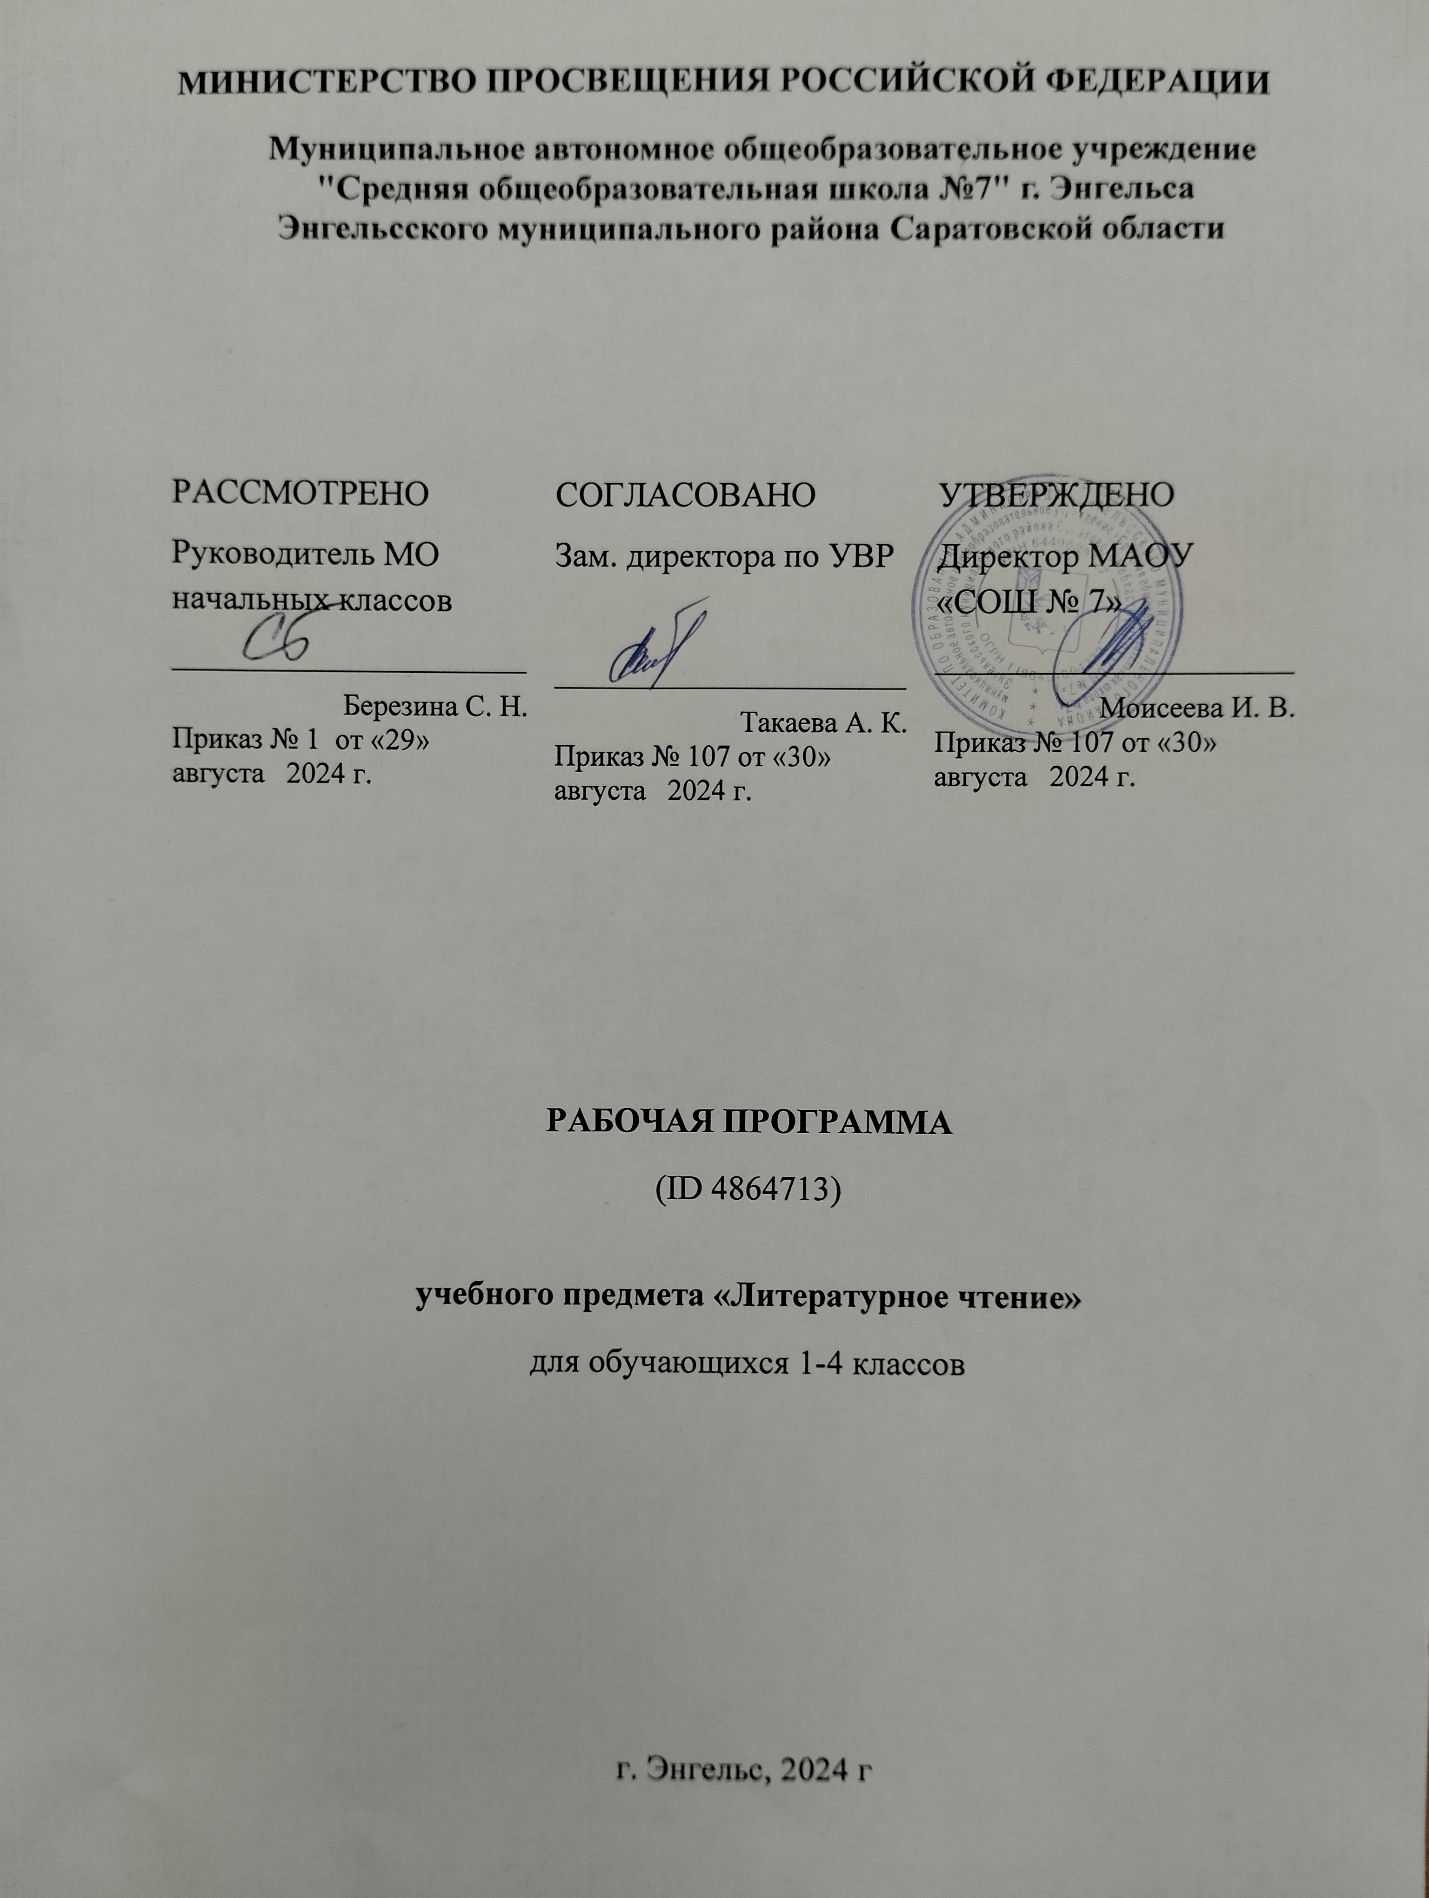 МИНИСТЕРСТВО ПРОСВЕЩЕНИЯ РОССИЙСКОЙ ФЕДЕРАЦИИ
Муниципальное автономное общеобразовательное учреждение
"Средняя общеобразовательная школа №7" г. Энгельса
Энгельсского муниципального района Саратовской области
РАССМОТРЕНО
Руководитель МО
начальных классов
Березина С. Н.
Приказ № 1 от «29»
августа 2024 г.
СОГЛАСОВАНО
Зам. директора по УВР
Такаева А. К.
Приказ № 107 от «30»
августа 2024 г.
УТВЕРЖДЕНО
Директор МАОУ
«СОШ № 7»
Моисеева И. В.
Приказ № 107 от «30»
августа 2024 г.
РАБОЧАЯ ПРОГРАММА
(ID 4864713)
учебного предмета «Литературное чтение»
для обучающихся 1-4 классов
г. Энгельс, 2024 г